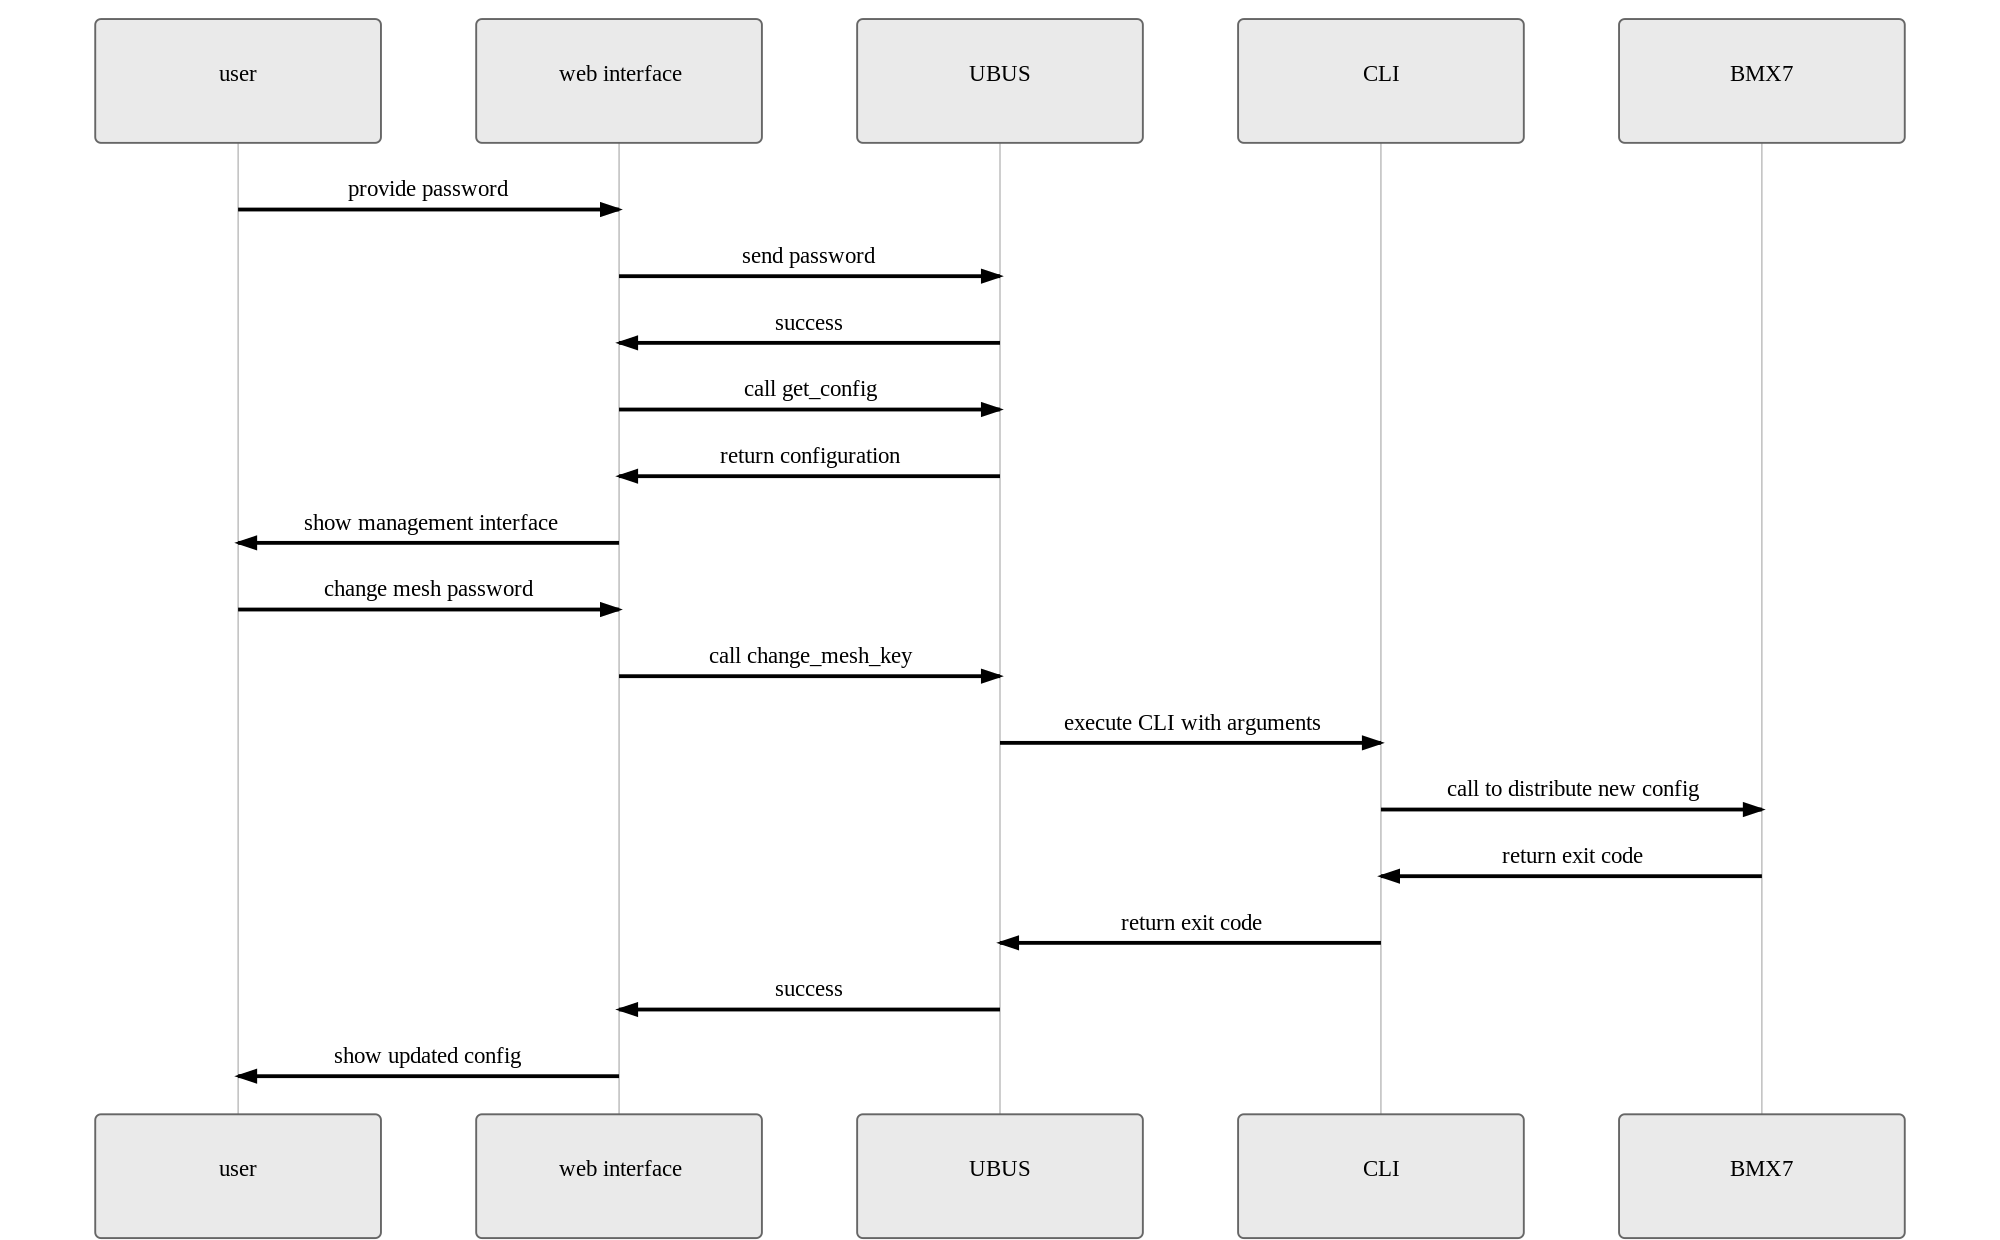 user
web interface
UBUS
CLI
BMX7
provide password
send password
success
call get_config
return configuration
show management interface
change mesh password
call change_mesh_key
execute CLI with arguments
call to distribute new config
return exit code
return exit code
success
show updated config
user
web interface
UBUS
CLI
BMX7